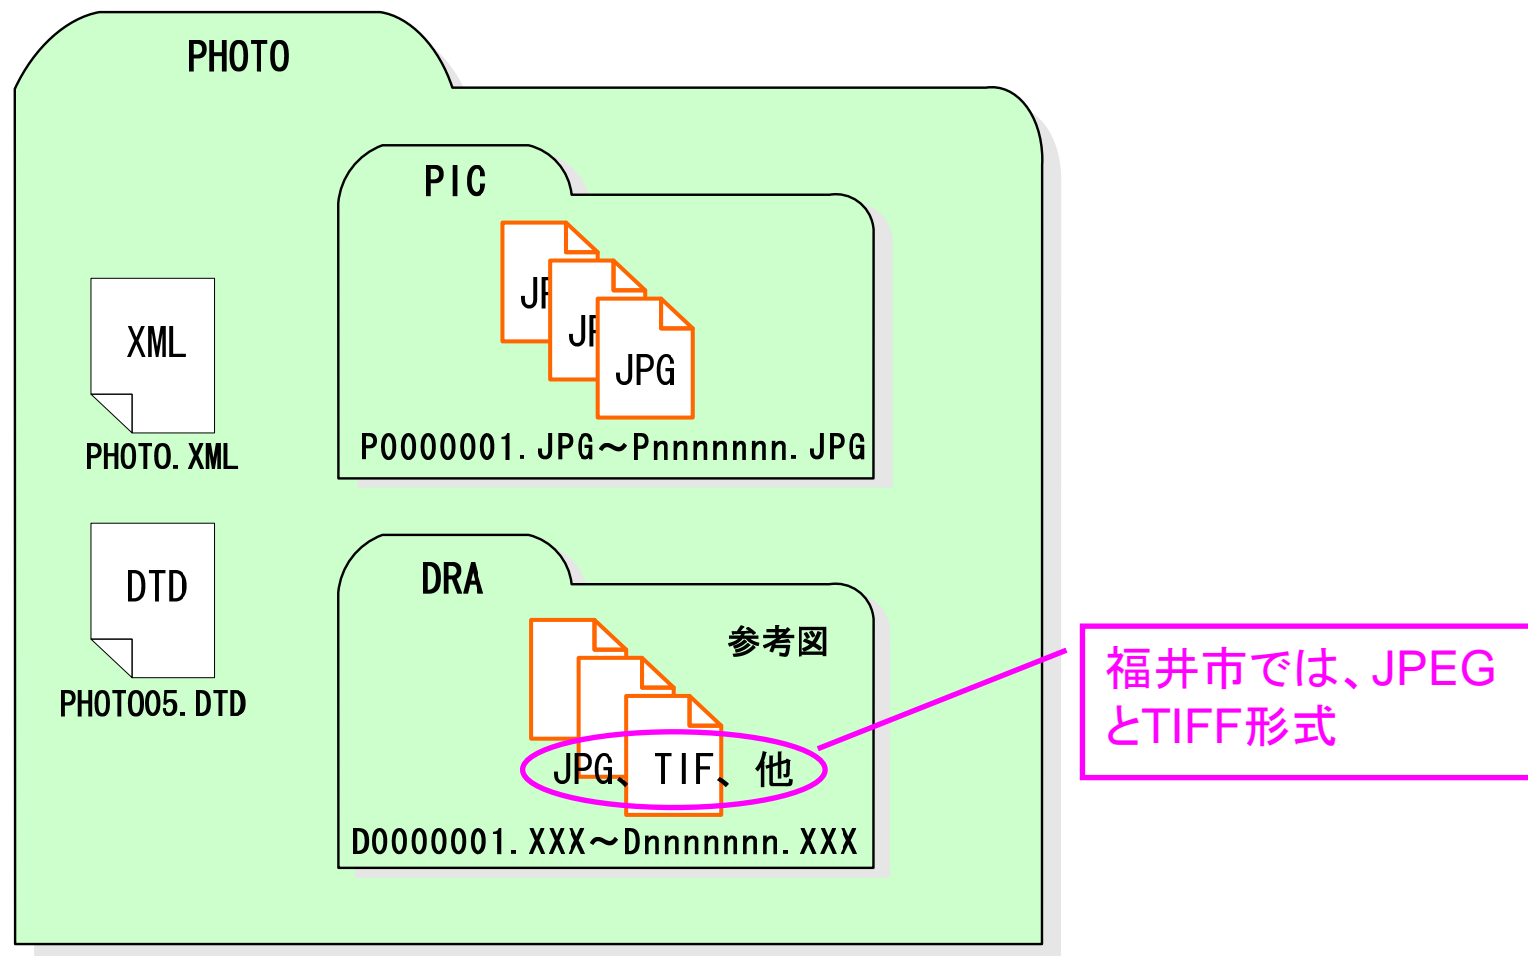 PHOTO
PIC
JP
JP
JPG
P0000001.JPG～Pnnnnnnn.JPG
XML
PHOTO.XML
DTD
PHOTO05.DTD
DRA
参考図
JPG、TIF、他
D0000001.XXX～Dnnnnnnn.XXX
福井市では、JPEG
とTIFF形式